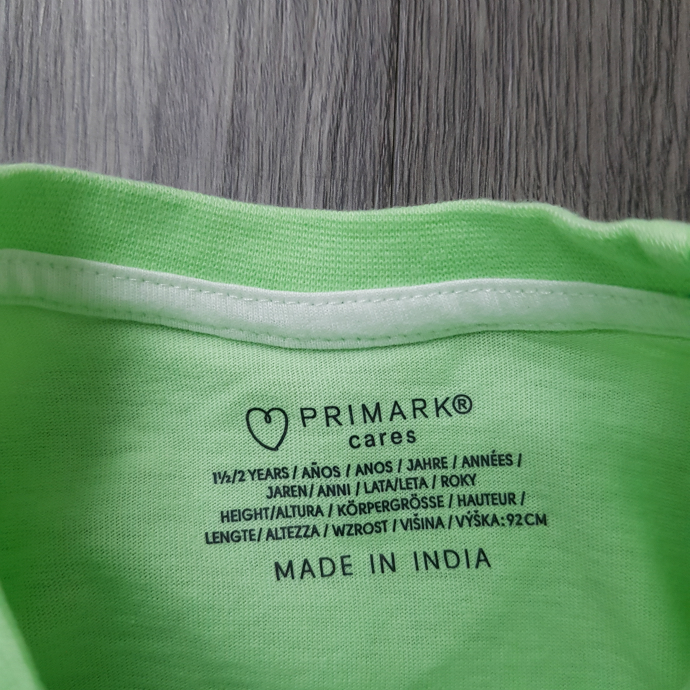 PRIMARK®
cares
1½/2 YEARS / AÑOS / ANOS / JAHRE / ANNÉES /
JAREN/ ANNI / LATA/LETA / ROKY
HEIGHT/ALTURA / KÖRPERGRÖSSE / HAUTEUR /
LENGTE/ ALTEZZA / WZROST / VIŠINA / VÝŠKA: 92CM
MADE IN INDIA